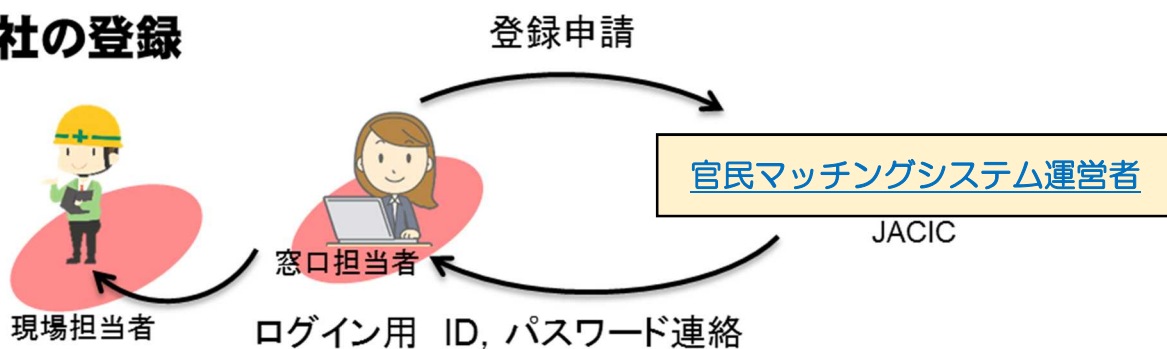 社の登録
登録申請
官民マッチングシステム運営者
JACIC
窓口担当者
現場担当者
ログイン用 ID, パスワード連絡